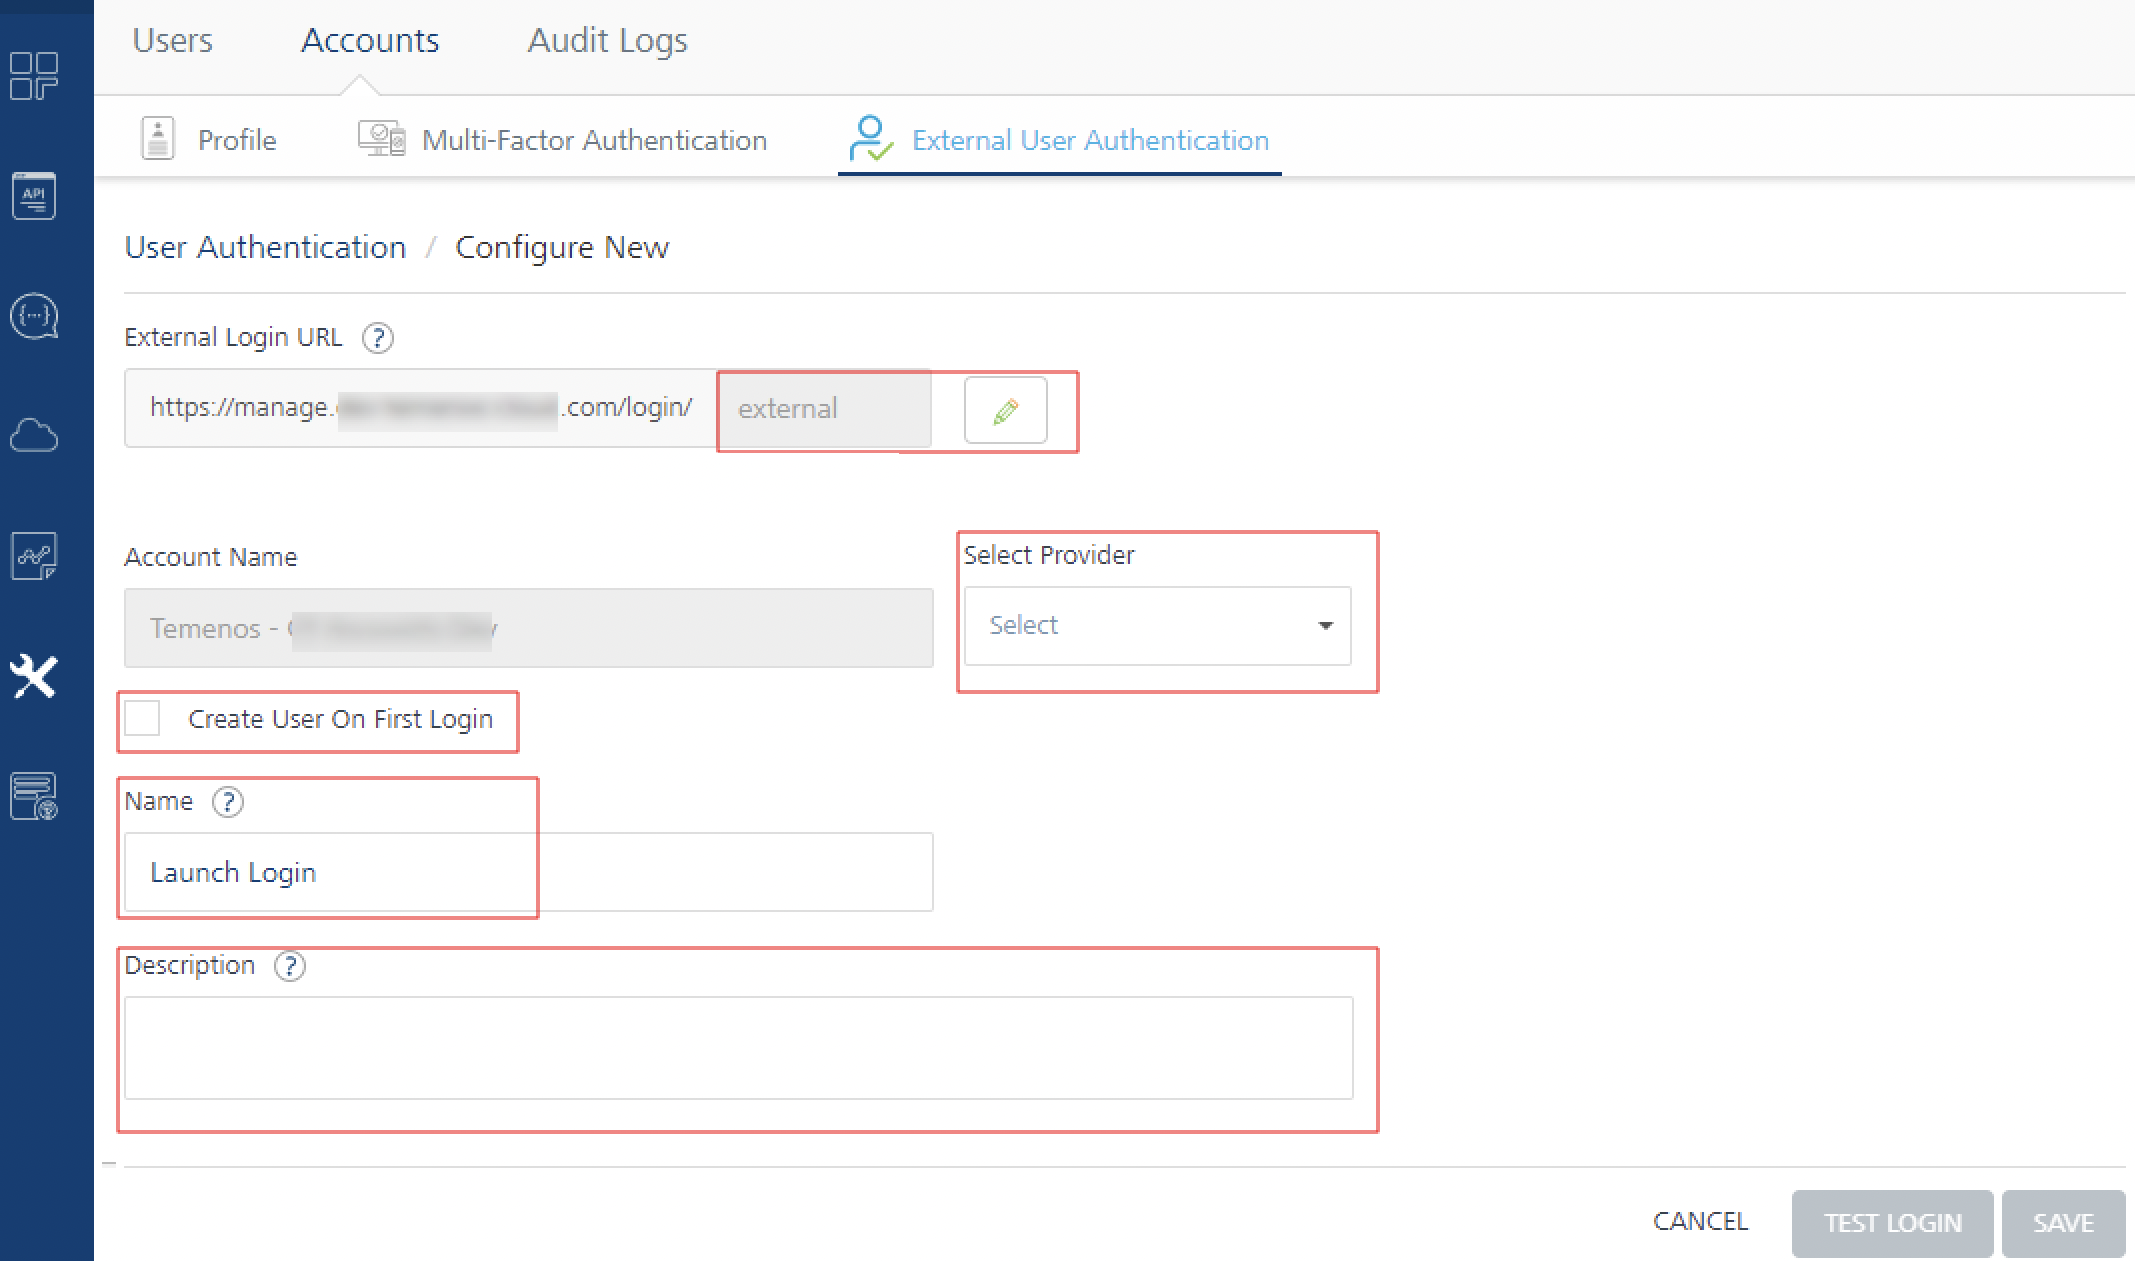 Users Accounts Audit Logs
Profile Multi-Factor Authentication External User Authentication
API
User Authentication / Configure New
{...}
External Login URL ?
https://manage. .com/login/ external
Account Name Select Provider
Temenos - Select
Create User On First Login
Name ?
Launch Login
Description ?
CANCEL TEST LOGIN SAVE